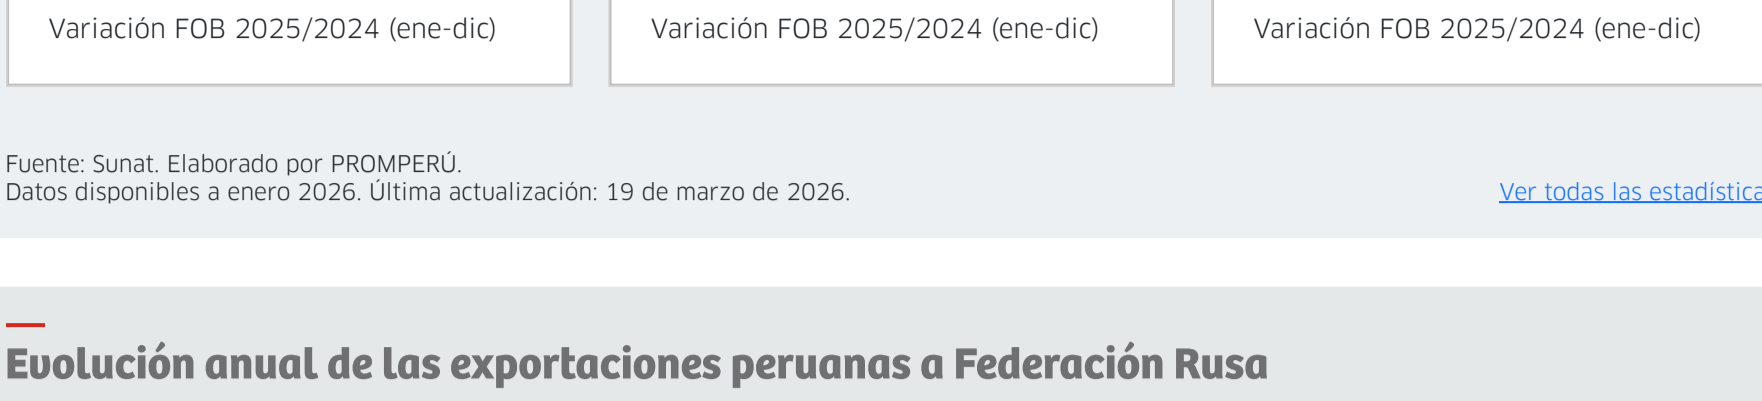 Variación FOB 2025/2024 (ene-dic)
Variación FOB 2025/2024 (ene-dic)
Variación FOB 2025/2024 (ene-dic)
Fuente: Sunat. Elaborado por PROMPERÚ.
Datos disponibles a enero 2026. Última actualización: 19 de marzo de 2026.
Ver todas las estadística
Evolución anual de las exportaciones peruanas a Federación Rusa